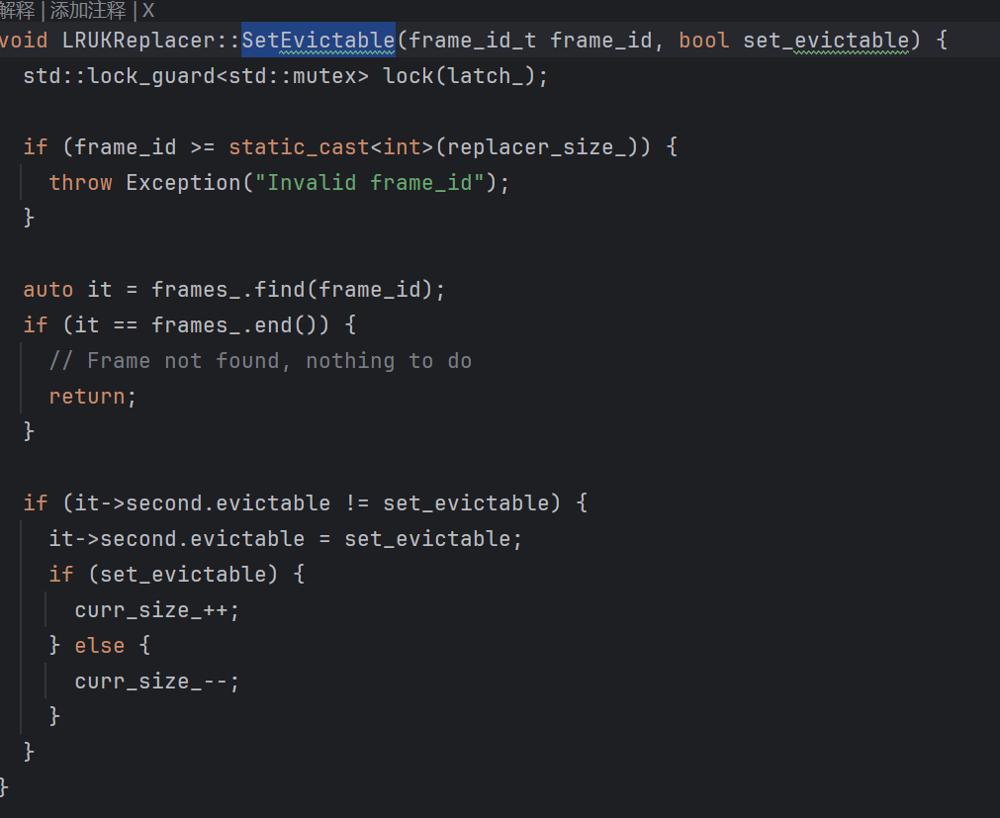 解释 | 添加注释 | X
void LRUKReplacer::SetEvictable(frame_id_t frame_id, bool set_evictable) {
  std::lock_guard<std::mutex> lock(latch_);

  if (frame_id >= static_cast<int>(replacer_size_)) {
    throw Exception("Invalid frame_id");
  }

  auto it = frames_.find(frame_id);
  if (it == frames_.end()) {
    // Frame not found, nothing to do
    return;
  }

  if (it->second.evictable != set_evictable) {
    it->second.evictable = set_evictable;
    if (set_evictable) {
      curr_size_++;
    } else {
      curr_size_--;
    }
  }
}